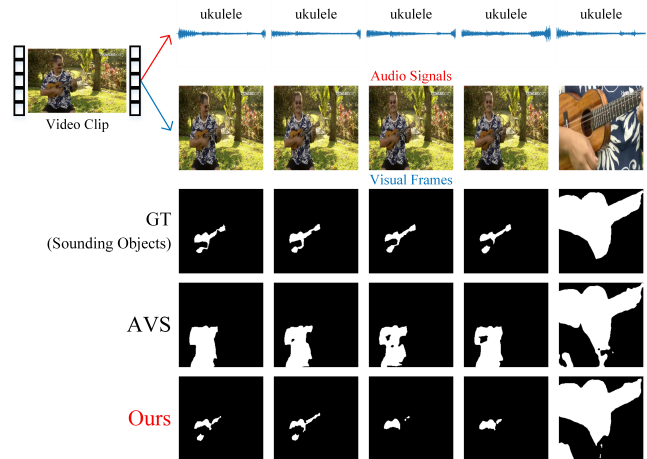 ukulele ukulele ukulele ukulele ukulele
Audio Signals
Video Clip
Visual Frames
GT
(Sounding Objects)
AVS
Ours